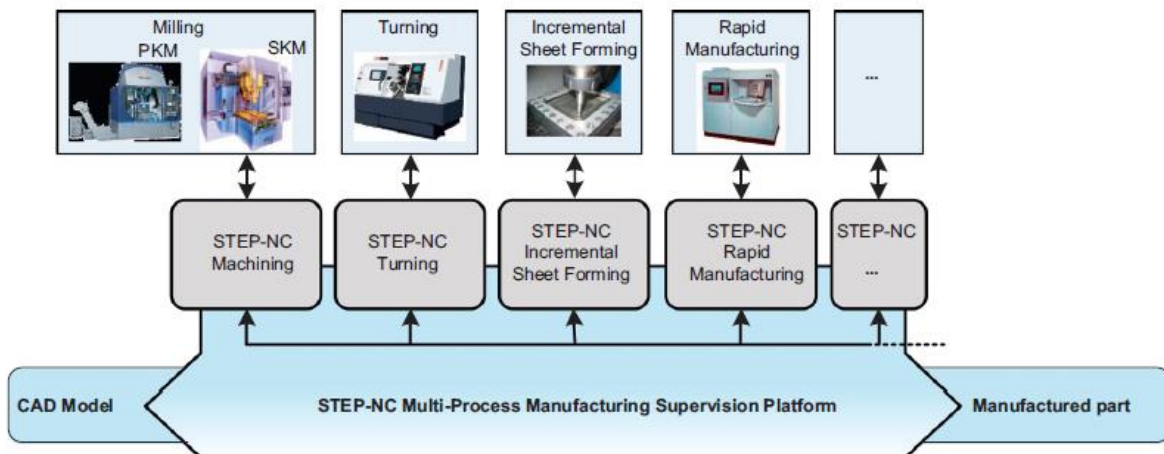 Milling
PKM
SKM
Turning
Incremental
Sheet Forming
Rapid
Manufacturing
...
STEP-NC
Machining
STEP-NC
Turning
STEP-NC
Incremental
Sheet Forming
STEP-NC
Rapid
Manufacturing
STEP-NC
...
CAD Model
STEP-NC Multi-Process Manufacturing Supervision Platform
Manufactured part